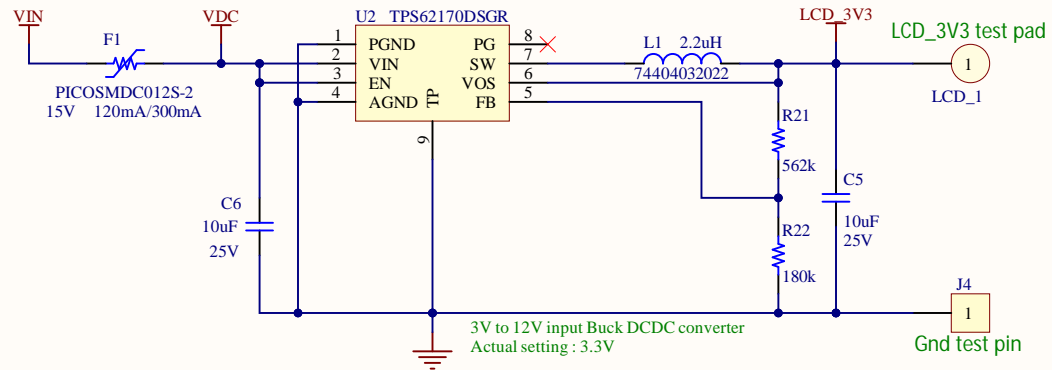 VIN
VDC
U2 TPS62170DSGR
LCD_3V3
LCD_3V3 test pad
F1
1 PGND PG 8
L1 2.2uH
2 VIN SW 7
1
3 EN VOS 6
74404032022
4 AGND FB 5
LCD_1
PICOSMDC012S-2
15V 120mA/300mA
TP
9
R21
562k
C6
10uF
25V
C5
10uF
25V
R22
180k
J4
1
3V to 12V input Buck DCDC converter
Actual setting : 3.3V
Gnd test pin